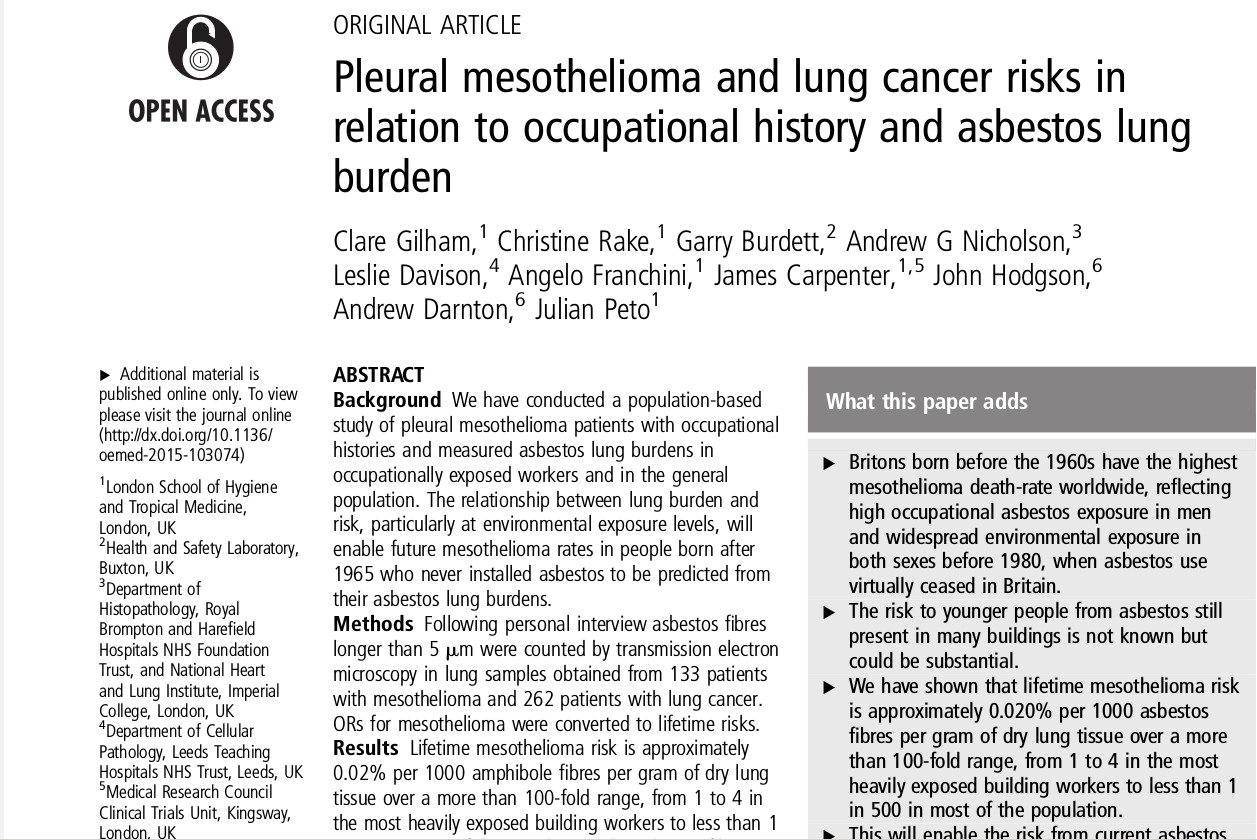 OPEN ACCESS
ORIGINAL ARTICLE
Pleural mesothelioma and lung cancer risks in
relation to occupational history and asbestos lung
burden
Clare Gilham,1 Christine Rake,1 Garry Burdett,2 Andrew G Nicholson,3
Leslie Davison,4 Angelo Franchini,1 James Carpenter,1,5 John Hodgson,6
Andrew Darnton,6 Julian Peto1
▶ Additional material is
published online only. To view
please visit the journal online
(http://dx.doi.org/10.1136/
oemed-2015-103074)
1London School of Hygiene
and Tropical Medicine,
London, UK
2Health and Safety Laboratory,
Buxton, UK
3Department of
Histopathology, Royal
Brompton and Harefield
Hospitals NHS Foundation
Trust, and National Heart
and Lung Institute, Imperial
College, London, UK
4Department of Cellular
Pathology, Leeds Teaching
Hospitals NHS Trust, Leeds, UK
5Medical Research Council
Clinical Trials Unit, Kingsway,
London, UK
ABSTRACT
Background We have conducted a population-based
study of pleural mesothelioma patients with occupational
histories and measured asbestos lung burdens in
occupationally exposed workers and in the general
population. The relationship between lung burden and
risk, particularly at environmental exposure levels, will
enable future mesothelioma rates in people born after
1965 who never installed asbestos to be predicted from
their asbestos lung burdens.
Methods Following personal interview asbestos fibres
longer than 5 μm were counted by transmission electron
microscopy in lung samples obtained from 133 patients
with mesothelioma and 262 patients with lung cancer.
ORs for mesothelioma were converted to lifetime risks.
Results Lifetime mesothelioma risk is approximately
0.02% per 1000 amphibole fibres per gram of dry lung
tissue over a more than 100-fold range, from 1 to 4 in
the most heavily exposed building workers to less than 1
What this paper adds
▶ Britons born before the 1960s have the highest
mesothelioma death-rate worldwide, reflecting
high occupational asbestos exposure in men
and widespread environmental exposure in
both sexes before 1980, when asbestos use
virtually ceased in Britain.
▶ The risk to younger people from asbestos still
present in many buildings is not known but
could be substantial.
▶ We have shown that lifetime mesothelioma risk
is approximately 0.020% per 1000 asbestos
fibres per gram of dry lung tissue over a more
than 100-fold range, from 1 to 4 in the most
heavily exposed building workers to less than 1
in 500 in most of the population.
▶ This will enable the risk from current asbestos